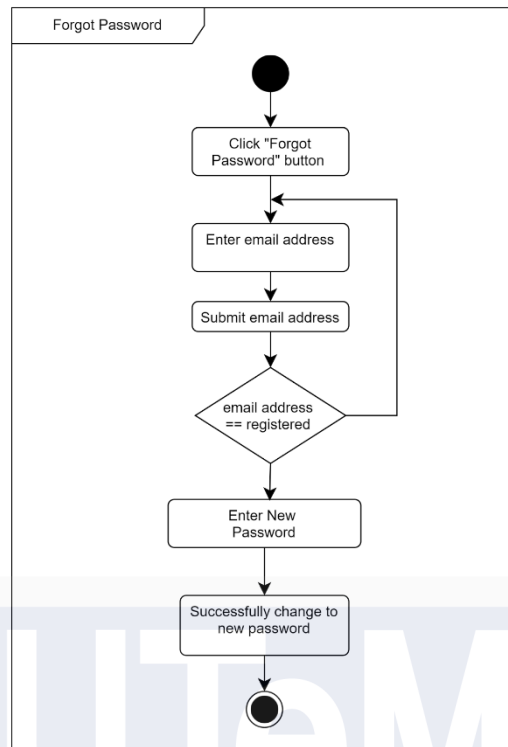 Forgot Password
Click "Forgot
Password" button
Enter email address
Submit email address
email address
== registered
Enter New
Password
Successfully change to
new password
UTeM